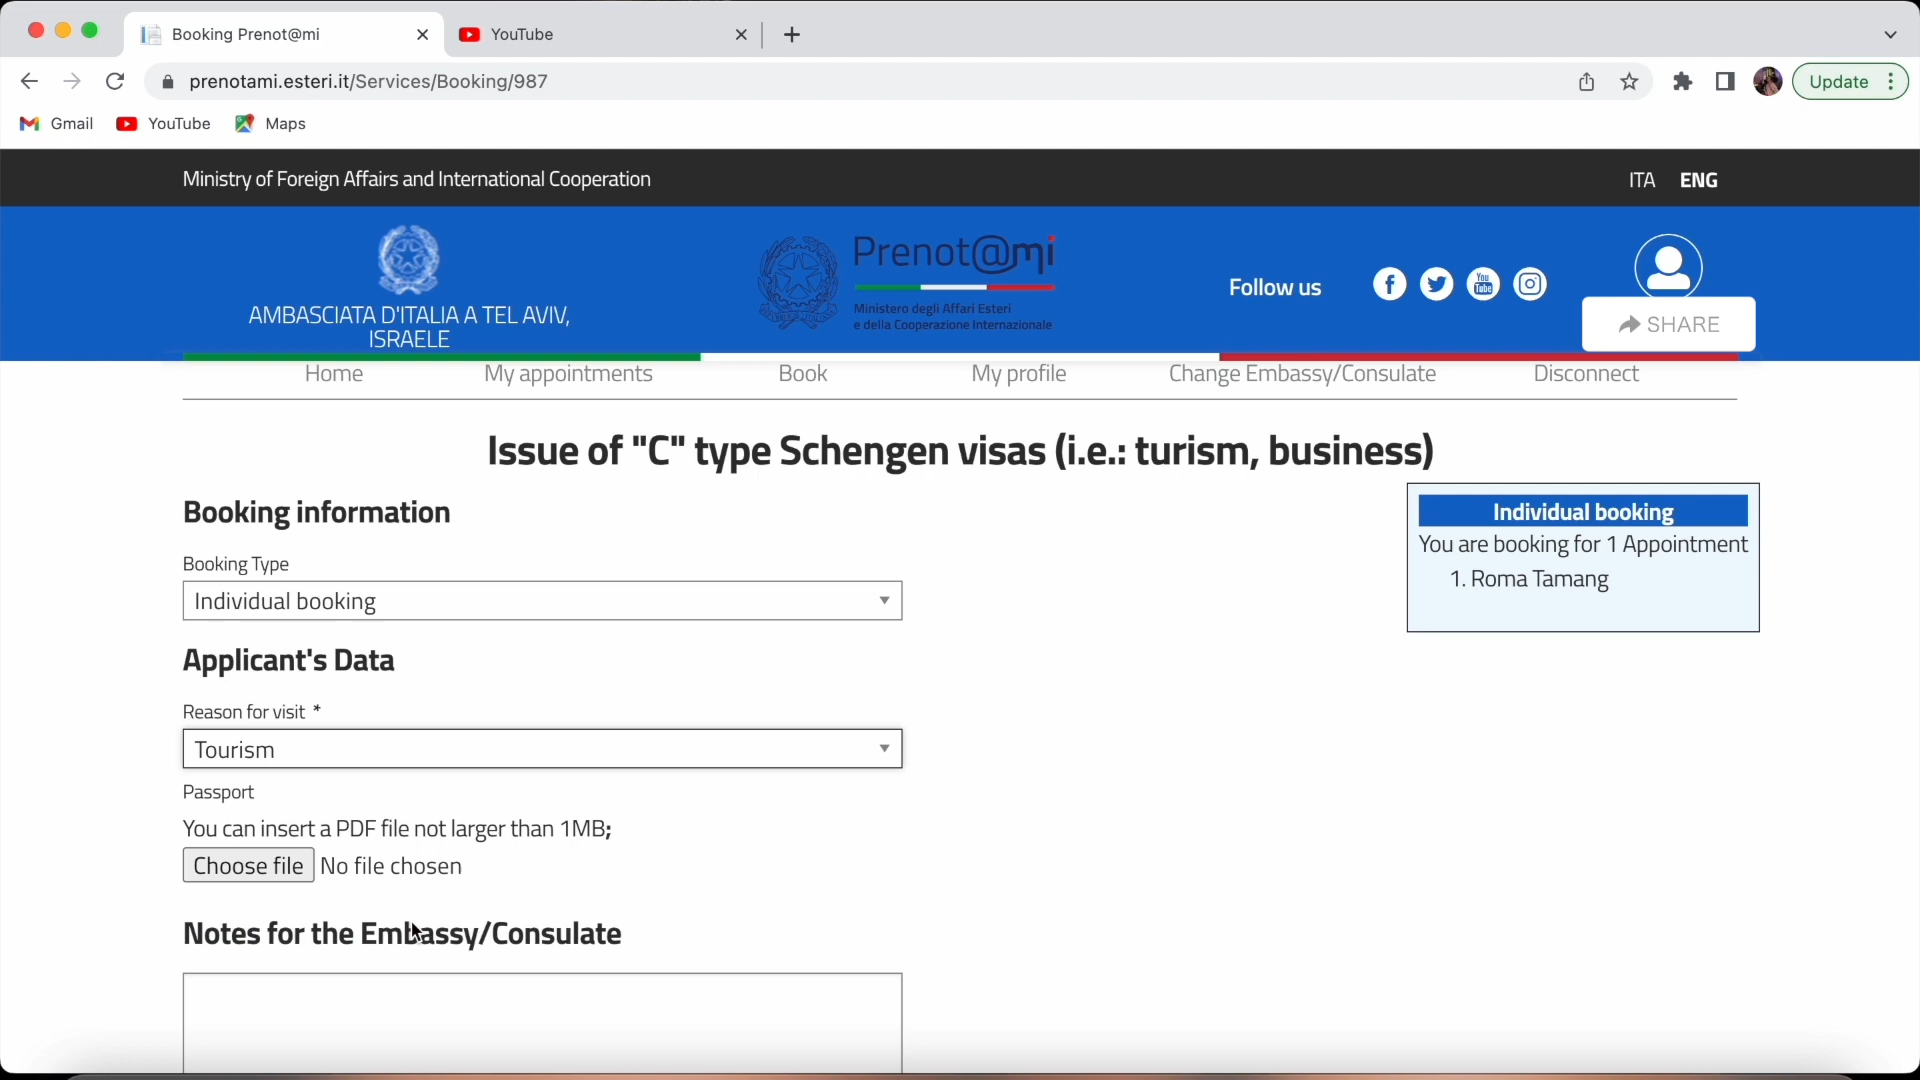 Booking Prenot@mi
YouTube
prenotami.esteri.it/Services/Booking/987
Update
Gmail
YouTube
Maps
Ministry of Foreign Affairs and International Cooperation
ITA ENG
AMBASCIATA D'ITALIA A TEL AVIV,
ISRAELE
Prenot@mi
Ministero degli Affari Esteri
e della Cooperazione Internazionale
Follow us
You
Tube
SHARE
Home
My appointments
Book
My profile
Change Embassy/Consulate
Disconnect
Issue of "C" type Schengen visas (i.e.: turism, business)
Booking information
Booking Type
Individual booking
Individual booking
You are booking for 1 Appointment
1. Roma Tamang
Applicant's Data
Reason for visit *
Tourism
Passport
You can insert a PDF file not larger than 1MB;
Choose file No file chosen
Notes for the Embassy/Consulate